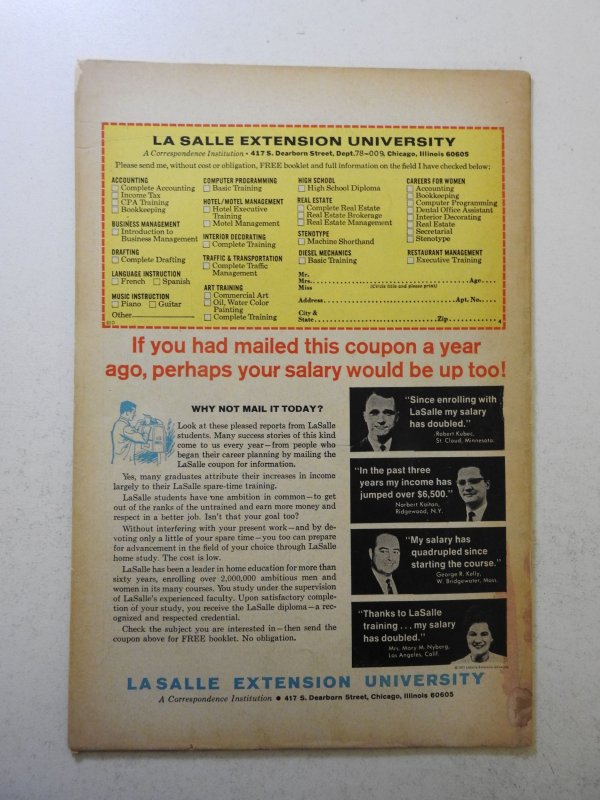 LA SALLE EXTENSION UNIVERSITY
A Correspondence Institution • 417 S. Dearborn Street, Dept. 78-009, Chicago, Illinois 60605
Please send me, without cost or obligation, FREE booklet and full information on the field I have checked below:
ACCOUNTING
Complete Accounting
Income Tax
CPA Training
Bookkeeping
BUSINESS MANAGEMENT
Introduction to
Business Management
DRAFTING
Complete Drafting
LANGUAGE INSTRUCTION
French Spanish
MUSIC INSTRUCTION
Piano Guitar
Other
COMPUTER PROGRAMMING
Basic Training
HOTEL/MOTEL MANAGEMENT
Hotel Executive
Training
Motel Management
INTERIOR DECORATING
Complete Training
TRAFFIC & TRANSPORTATION
Complete Traffic
Management
ART TRAINING
Commercial Art
Oil, Water Color
Painting
Complete Training
HIGH SCHOOL
High School Diploma
REAL ESTATE
Complete Real Estate
Real Estate Brokerage
Real Estate Management
STENOTYPE
Machine Shorthand
DIESEL MECHANICS
Basic Training
CAREERS FOR WOMEN
Accounting
Bookkeeping
Computer Programming
Dental Office Assistant
Interior Decorating
Real Estate
Secretarial
Stenotype
RESTAURANT MANAGEMENT
Executive Training
Mr.
Mrs. Age
Miss (Circle title and please print)
Address Apt. No.
City &
State Zip 4
If you had mailed this coupon a year
ago, perhaps your salary would be up too!
WHY NOT MAIL IT TODAY?
Look at these pleased reports from LaSalle
students. Many success stories of this kind
come to us every year—from people who
began their career planning by mailing the
LaSalle coupon for information.
Yes, many graduates attribute their increases in income
largely to their LaSalle spare-time training.
LaSalle students have one ambition in common—to get
out of the ranks of the untrained and earn more money and
respect in a better job. Isn't that your goal too?
Without interfering with your present work—and by de-
voting only a little of your spare time—you too can prepare
for advancement in the field of your choice through LaSalle
home study. The cost is low.
LaSalle has been a leader in home education for more than
sixty years, enrolling over 2,000,000 ambitious men and
women in its many courses. You study under the supervision
of LaSalle's experienced faculty. Upon satisfactory comple-
tion of your study, you receive the LaSalle diploma—a rec-
ognized and respected credential.
Check the subject you are interested in—then send the
coupon above for FREE booklet. No obligation.
"Since enrolling with
LaSalle my salary
has doubled."
Robert Kubec,
St. Cloud, Minnesota
"In the past three
years my income has
jumped over $6,500."
Norbert Kaitan,
Ridgewood, N.Y.
"My salary has
quadrupled since
starting the course."
George R. Kelly,
W. Bridgewater, Mass.
"Thanks to LaSalle
training ... my salary
has doubled."
Mrs. Mary M. Nyberg,
Los Angeles, Calif.
LA SALLE EXTENSION UNIVERSITY
A Correspondence Institution • 417 S. Dearborn Street, Chicago, Illinois 60605